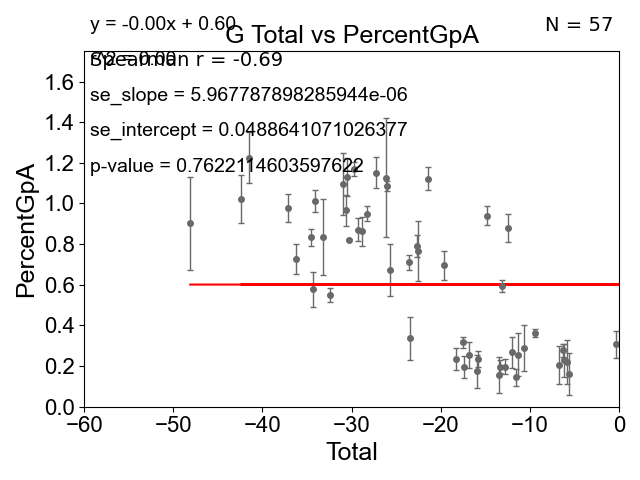 y = -0.00x + 0.60
N = 57
G Total vs PercentGpA
Spearman r = -0.69
se_slope = 5.967787898285944e-06
se_intercept = 0.0488641071026377
p-value = 0.7622114603597622
PercentGpA
1.6
1.4
1.2
1.0
0.8
0.6
0.4
0.2
0.0
−60
−50
−40
−30
−20
−10
0
Total